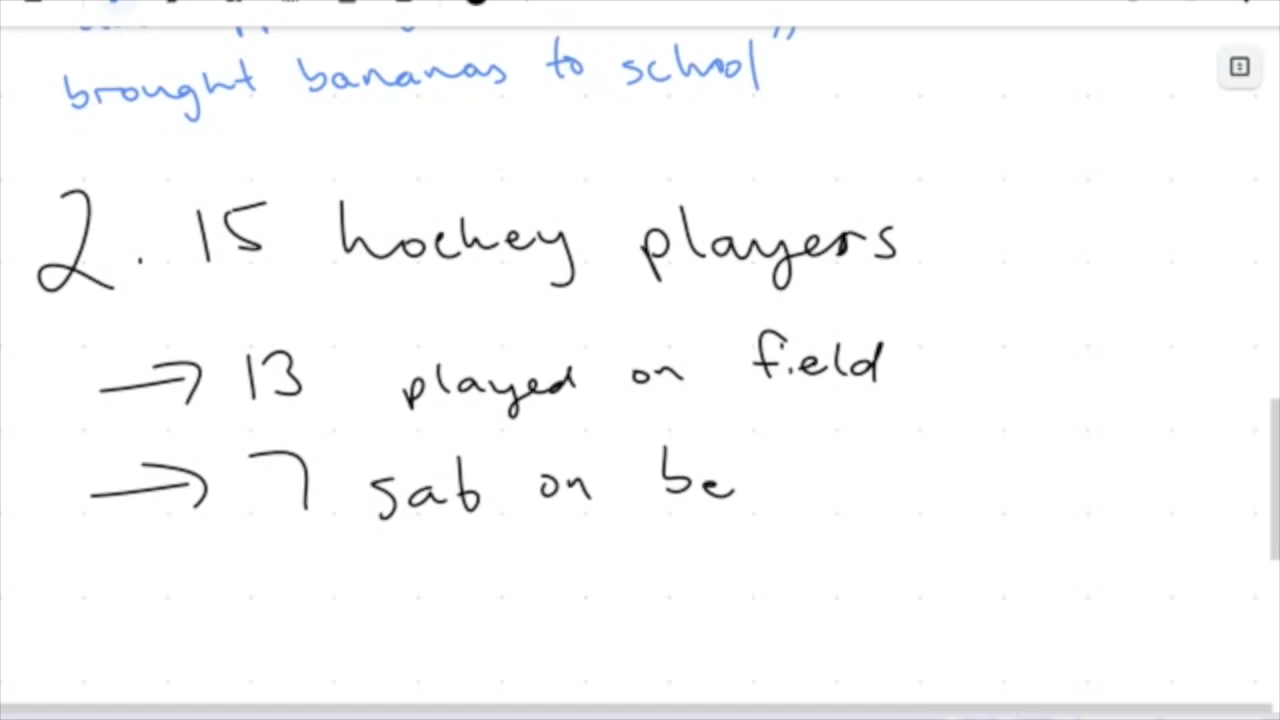 brought bananas to school"
2. 15 hockey players
→ 13 played on field
→ 7 sat on be